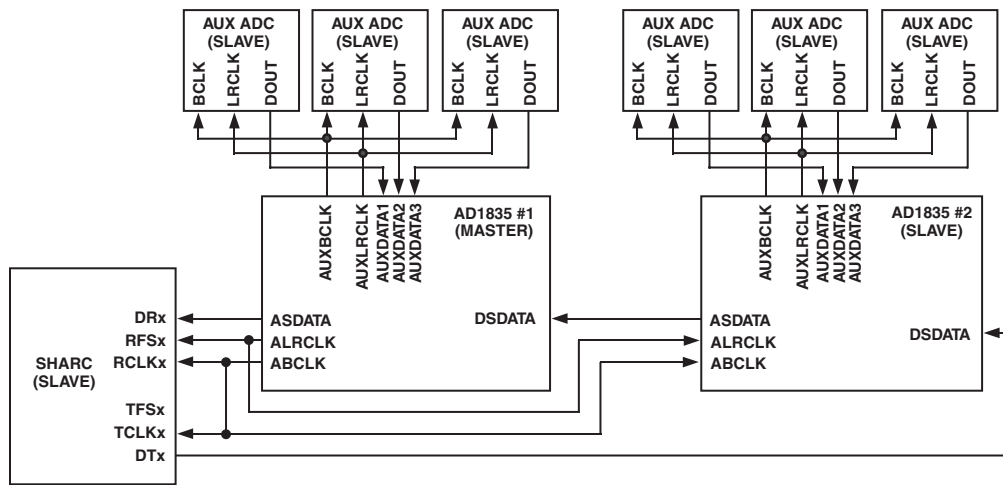 AUX ADC
(SLAVE)
BCLK
LRCLK
DOUT
AUX ADC
(SLAVE)
BCLK
LRCLK
DOUT
AUX ADC
(SLAVE)
BCLK
LRCLK
DOUT
AUX ADC
(SLAVE)
BCLK
LRCLK
DOUT
AUX ADC
(SLAVE)
BCLK
LRCLK
DOUT
AUX ADC
(SLAVE)
BCLK
LRCLK
DOUT
AUXBCLK
AUXLRCLK
AUXDATA1
AUXDATA2
AUXDATA3
AD1835 #1
(MASTER)
AUXBCLK
AUXLRCLK
AUXDATA1
AUXDATA2
AUXDATA3
AD1835 #2
(SLAVE)
SHARC
(SLAVE)
DRx
RFSx
RCLKx
TFSx
TCLKx
DTx
ASDATA
ALRCLK
ABCLK
DSDATA
ASDATA
ALRCLK
ABCLK
DSDATA